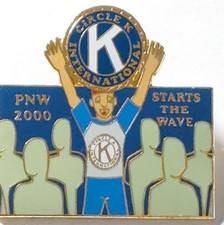 CIRCLE K
K
INTERNATIONAL
PNW
2000
STARTS
THE
WAVE
K